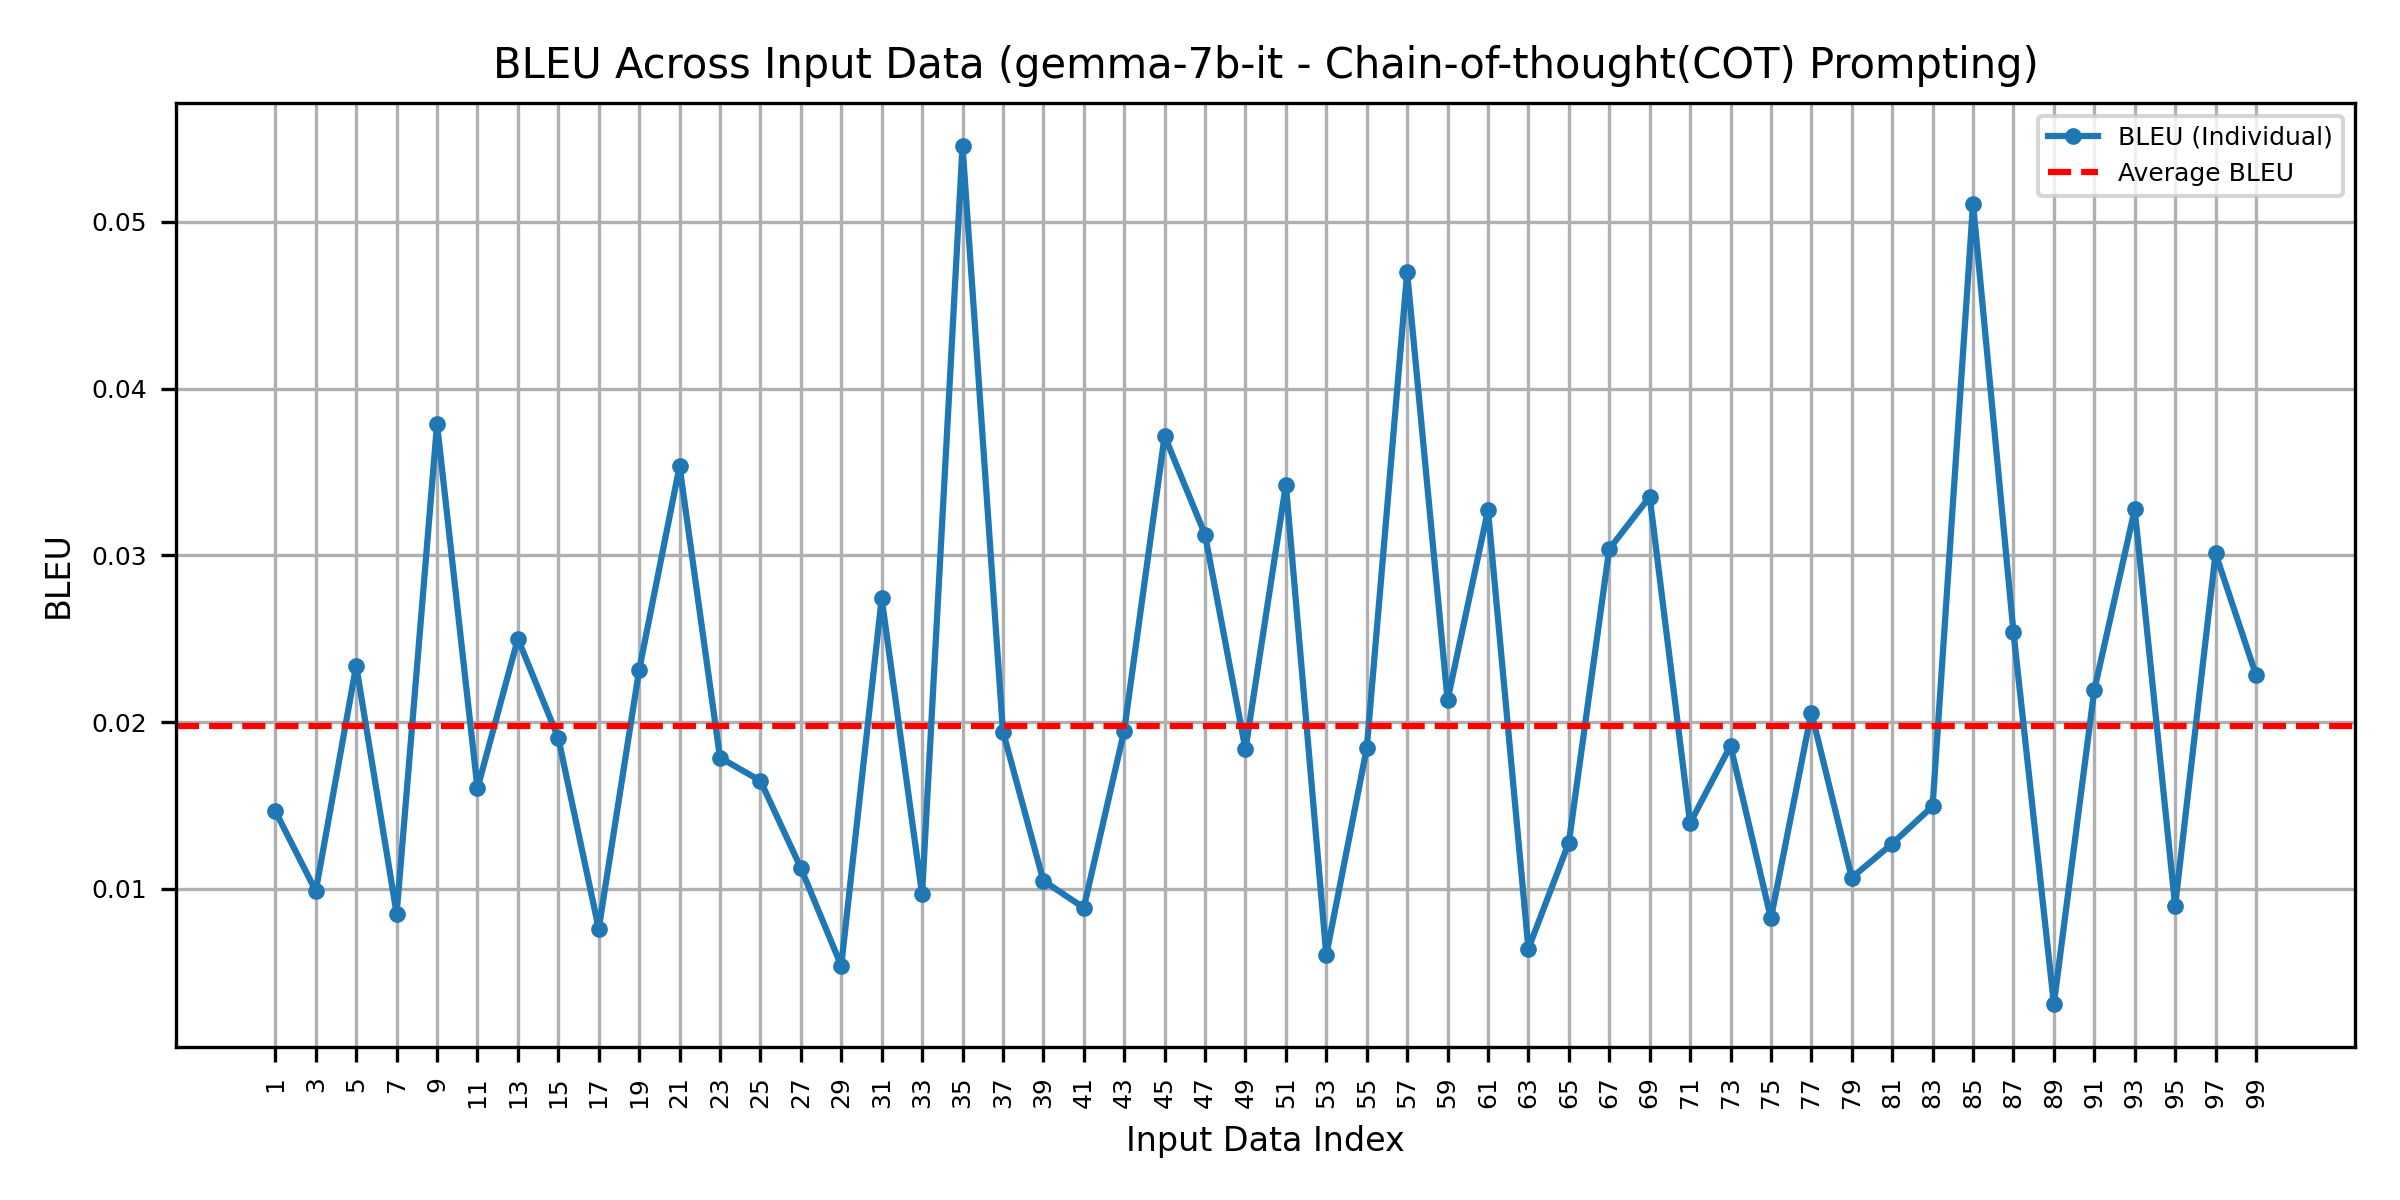 BLEU Across Input Data (gemma-7b-it - Chain-of-thought(COT) Prompting)
BLEU (Individual)
Average BLEU
BLEU
0.05
0.04
0.03
0.02
0.01
1 3 5 7 9 11 13 15 17 19 21 23 25 27 29 31 33 35 37 39 41 43 45 47 49 51 53 55 57 59 61 63 65 67 69 71 73 75 77 79 81 83 85 87 89 91 93 95 97 99
Input Data Index